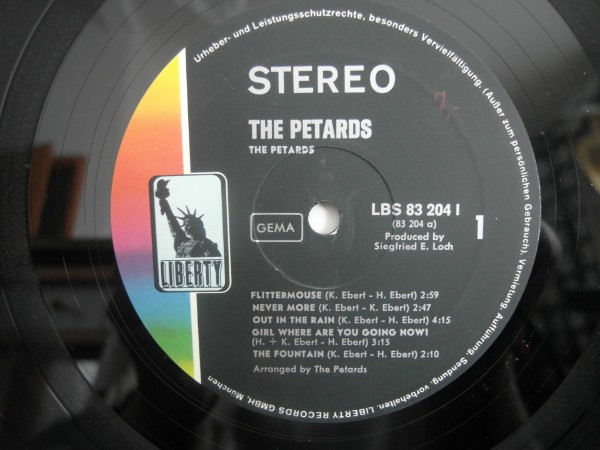 Urheber- und Leistungsschutzrechte, besonders Vervielfältigung, (Außer zum persönlichen Gebrauch), Vermietung, Aufführung, Sendung, vorbehalten. LIBERTY RECORDS GMBH, München
STEREO
THE PETARDS
THE PETARDS
GEMA
LBS 83 204 I
(83 204 a)
Produced by
Siegfried E. Loch
1
LIBERTY
FLITTERMOUSE (K. Ebert - H. Ebert) 2:59
NEVER MORE (K. Ebert - K. Ebert) 2:47
OUT IN THE RAIN (K. Ebert - H. Ebert) 4:15
GIRL WHERE ARE YOU GOING NOW!
(H. + K. Ebert - H. Ebert) 3:15
THE FOUNTAIN (K. Ebert - H. Ebert) 2:10
Arranged by The Petards